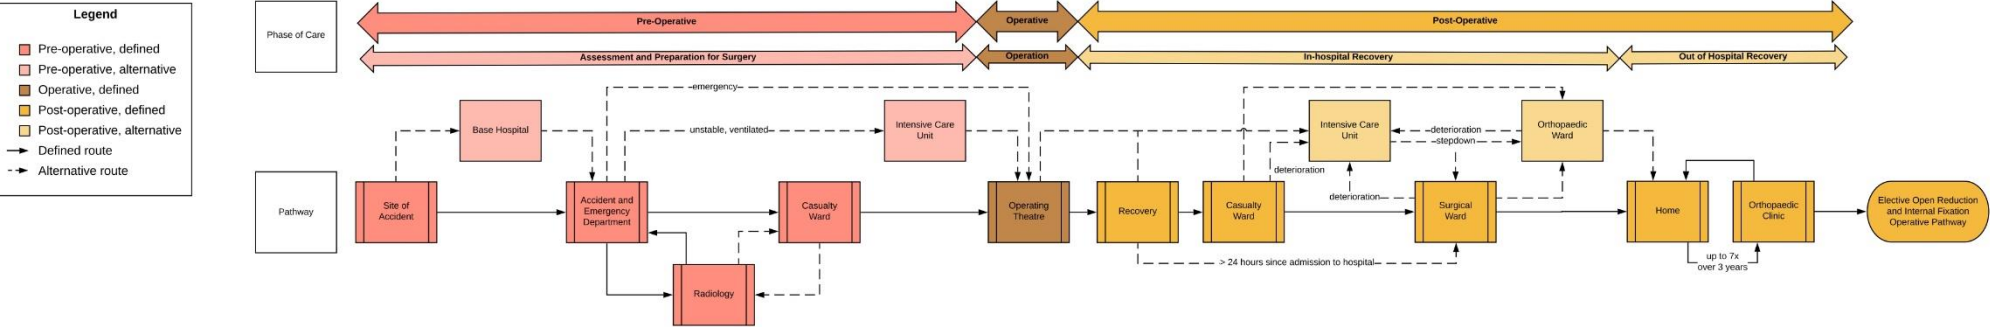 Legend
Pre-operative, defined
Pre-operative, alternative
Operative, defined
Post-operative, defined
Post-operative, alternative
Defined route
Alternative route
Phase of Care
Pre-Operative
Operative
Post-Operative
Assessment and Preparation for Surgery
Operation
In-hospital Recovery
Out of Hospital Recovery
Pathway
emergency
Base Hospital
unstable, ventilated
Intensive Care
Unit
Intensive Care
Unit
deterioration
stepdown
Orthopaedic
Ward
deterioration
deterioration
Site of
Accident
Accident and
Emergency
Department
Casualty
Ward
Operating
Theatre
Recovery
Casualty
Ward
Surgical
Ward
Home
Orthopaedic
Clinic
Elective Open Reduction
and Internal Fixation
Operative Pathway
> 24 hours since admission to hospital
up to 7x
over 3 years
Radiology